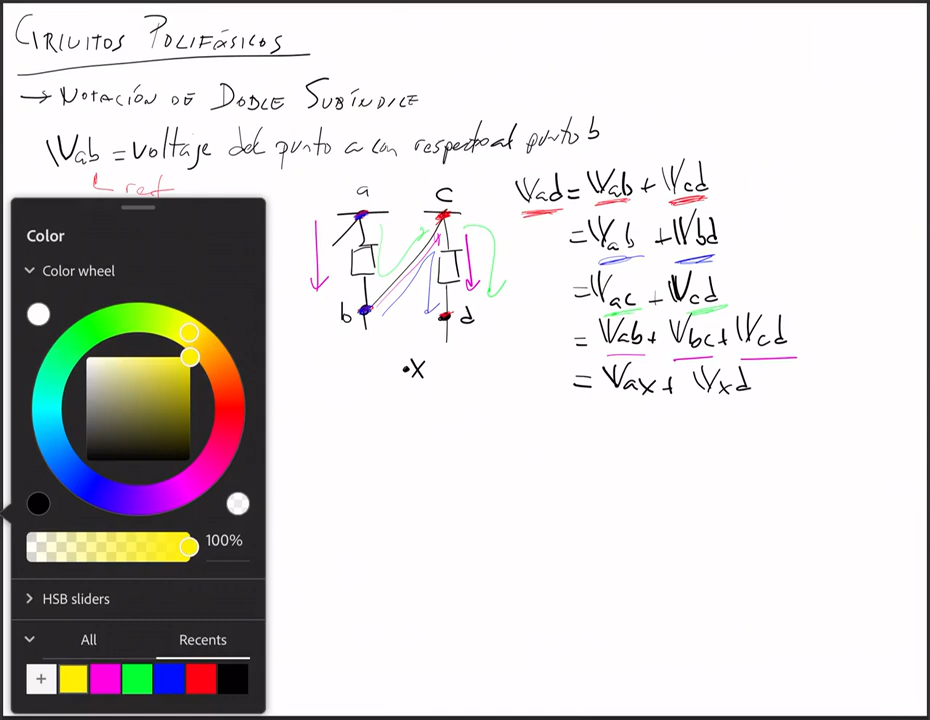 CIRCUITOS POLIFÁSICOS
→ NOTACIÓN DE DOBLE SUBÍNDICE
Vab = voltaje del punto a con respecto al punto b
ref
a
c
b
d
•X
Vad = Vab + Vcd
= Vab + Vbd
= Vac + Vcd
= Vab + Vbc + Vcd
= Vax + Vxd
Color
Color wheel
100%
HSB sliders
All Recents
+